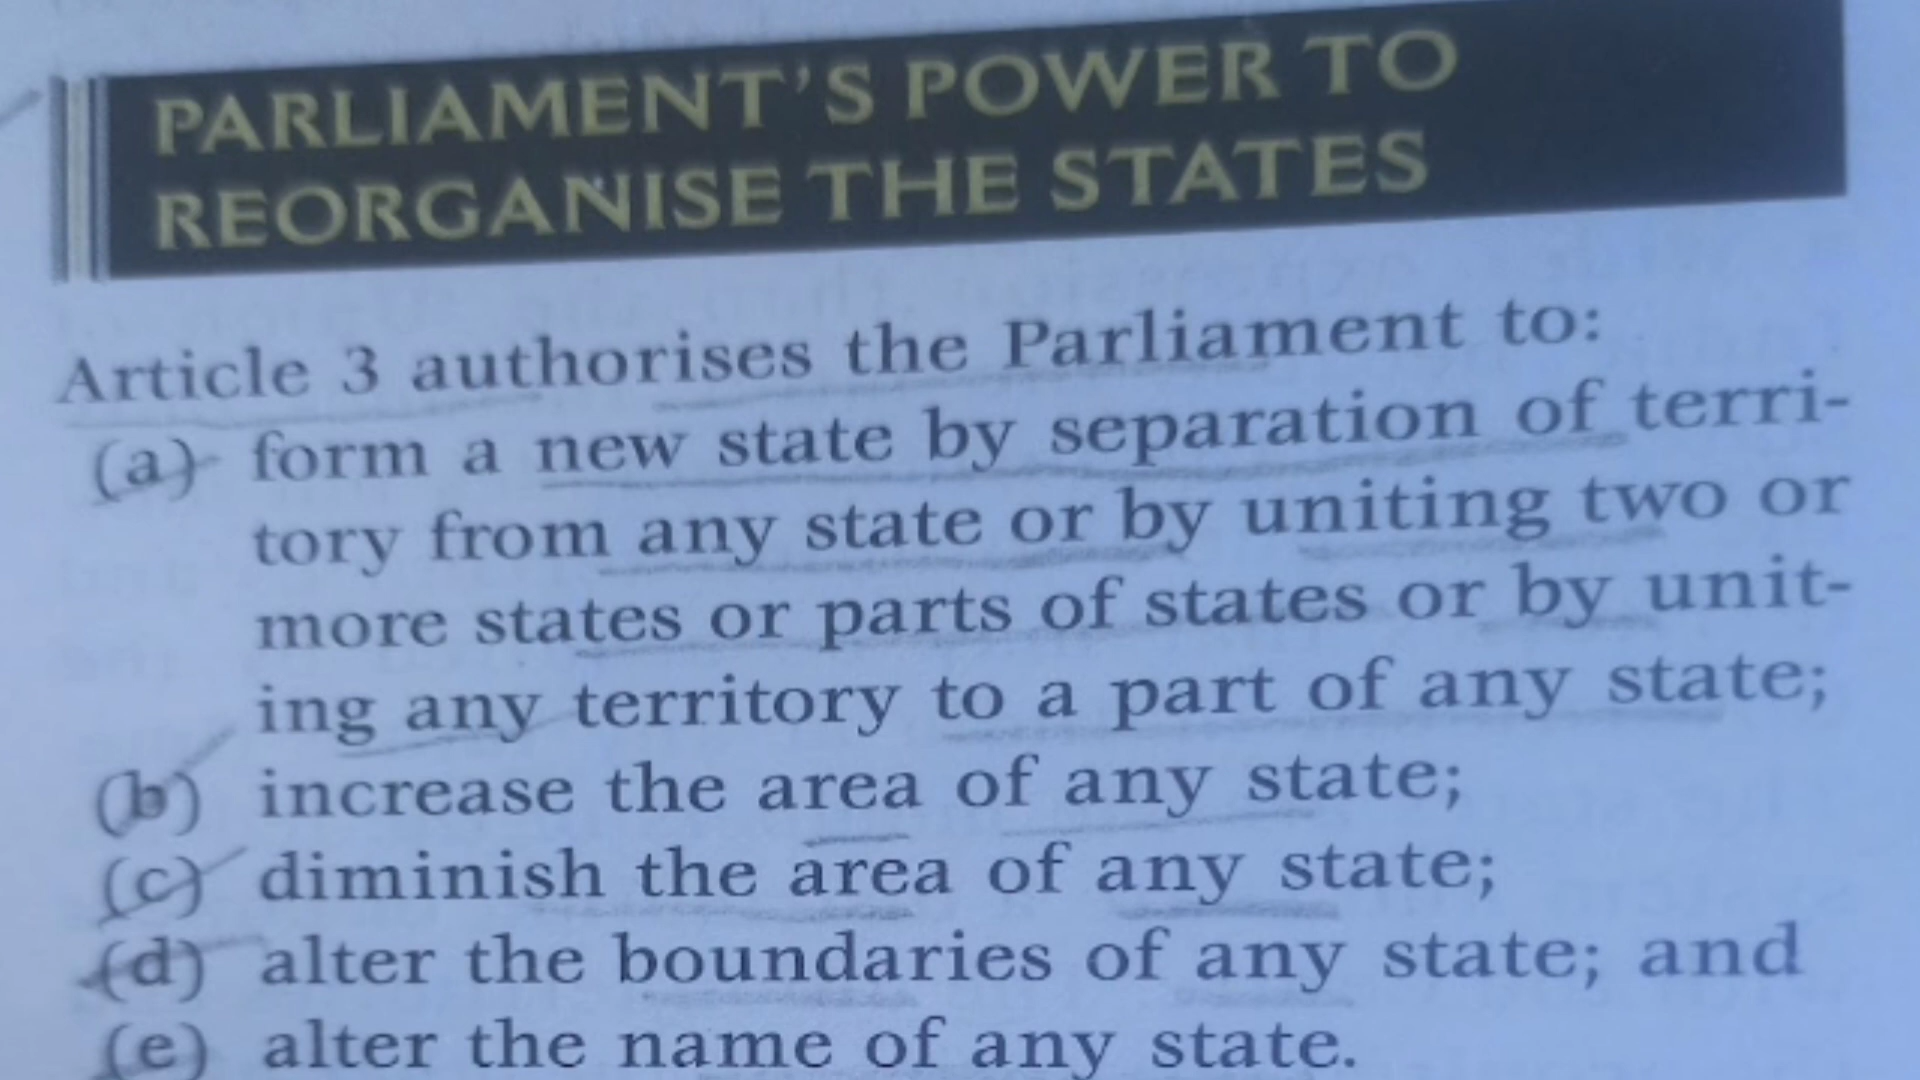 PARLIAMENT'S POWER TO
REORGANISE THE STATES
Article 3 authorises the Parliament to:
(a) form a new state by separation of terri-
tory from any state or by uniting two or
more states or parts of states or by unit-
ing any territory to a part of any state;
(b) increase the area of any state;
(c) diminish the area of any state;
(d) alter the boundaries of any state; and
(e) alter the name of any state.